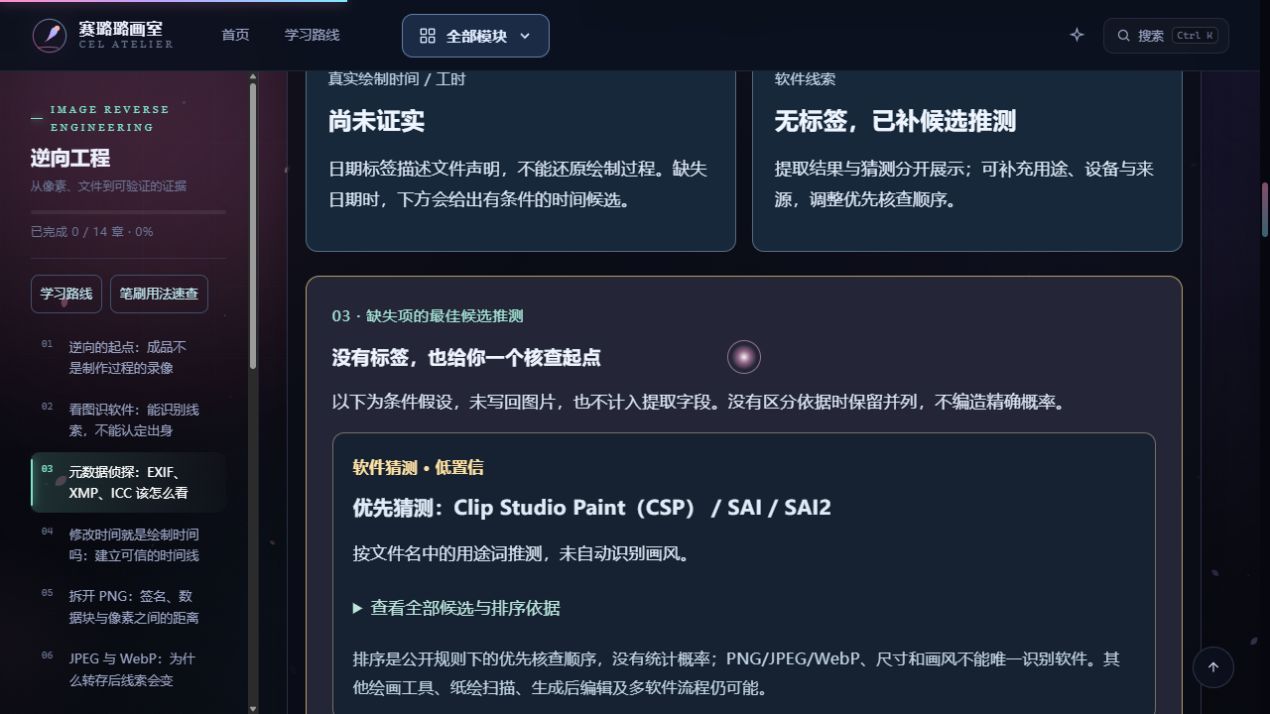 赛璐璐画室
CEL ATELIER
首页
学习路线
全部模块
搜索
Ctrl K
IMAGE REVERSE
ENGINEERING
逆向工程
从像素、文件到可验证的证据
已完成 0 / 14 章 · 0%
学习路线
笔刷用法速查
01
逆向的起点：成品不
是制作过程的录像
02
看图识软件：能识别线
索，不能认定出身
03
元数据侦探：EXIF、
XMP、ICC 该怎么看
04
修改时间就是绘制时间
吗：建立可信的时间线
05
拆开 PNG：签名、数
据块与像素之间的距离
06
JPEG 与 WebP：为什
么转存后线索会变
真实绘制时间 / 工时
尚未证实
日期标签描述文件声明，不能还原绘制过程。缺失
日期时，下方会给出有条件的时间候选。
软件线索
无标签，已补候选推测
提取结果与猜测分开展示；可补充用途、设备与来
源，调整优先核查顺序。
03 · 缺失项的最佳候选推测
没有标签，也给你一个核查起点
以下为条件假设，未写回图片，也不计入提取字段。没有区分依据时保留并列，不编造精确概率。
软件猜测 • 低置信
优先猜测：Clip Studio Paint（CSP） / SAI / SAI2
按文件名中的用途词推测，未自动识别画风。
▶ 查看全部候选与排序依据
排序是公开规则下的优先核查顺序，没有统计概率；PNG/JPEG/WebP、尺寸和画风不能唯一识别软件。其
他绘画工具、纸绘扫描、生成后编辑及多软件流程仍可能。